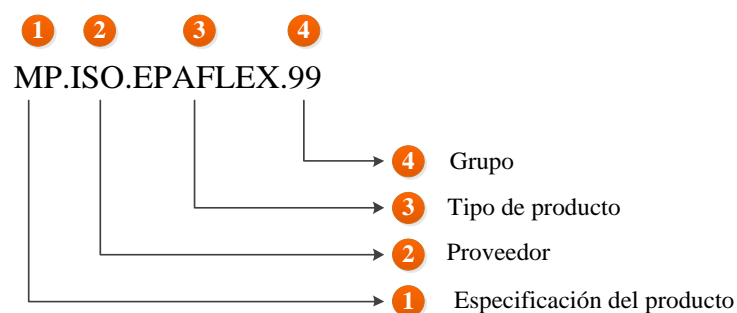 1 2 3 4
MP.ISO.EPAFLEX.99
4 Grupo
3 Tipo de producto
2 Proveedor
1 Especificación del producto